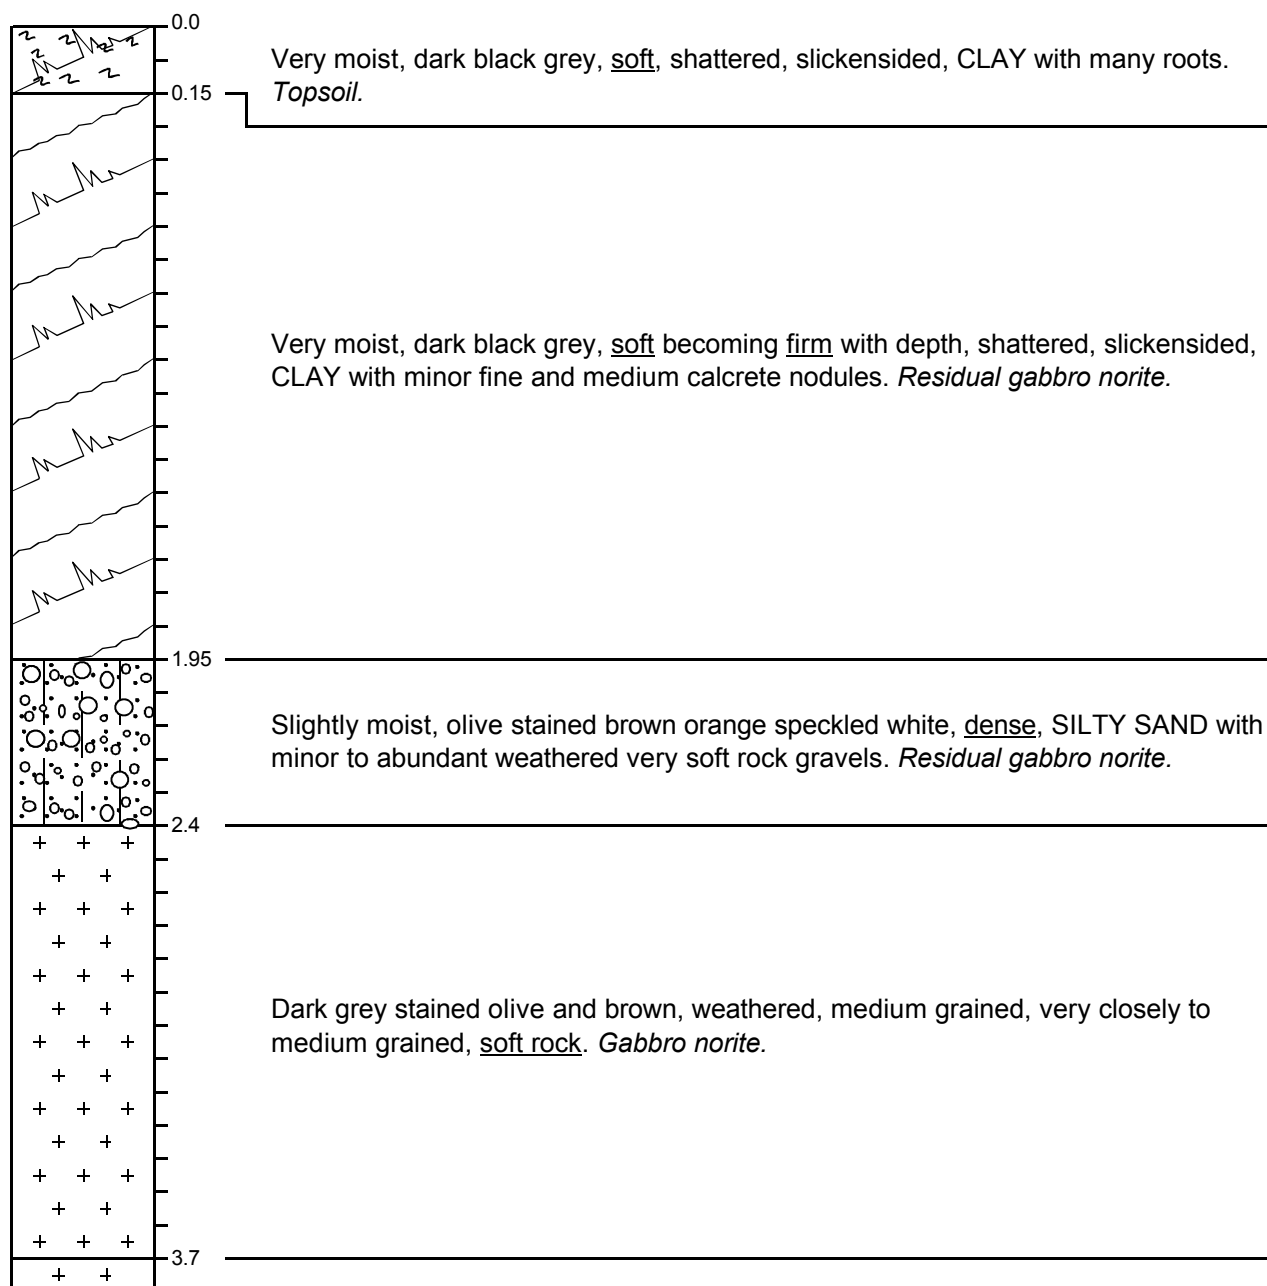 0.0
Very moist, dark black grey, soft, shattered, slickensided, CLAY with many roots.
Topsoil.
0.15
Very moist, dark black grey, soft becoming firm with depth, shattered, slickensided,
CLAY with minor fine and medium calcrete nodules. Residual gabbro norite.
1.95
Slightly moist, olive stained brown orange speckled white, dense, SILTY SAND with
minor to abundant weathered very soft rock gravels. Residual gabbro norite.
2.4
Dark grey stained olive and brown, weathered, medium grained, very closely to
medium grained, soft rock. Gabbro norite.
3.7